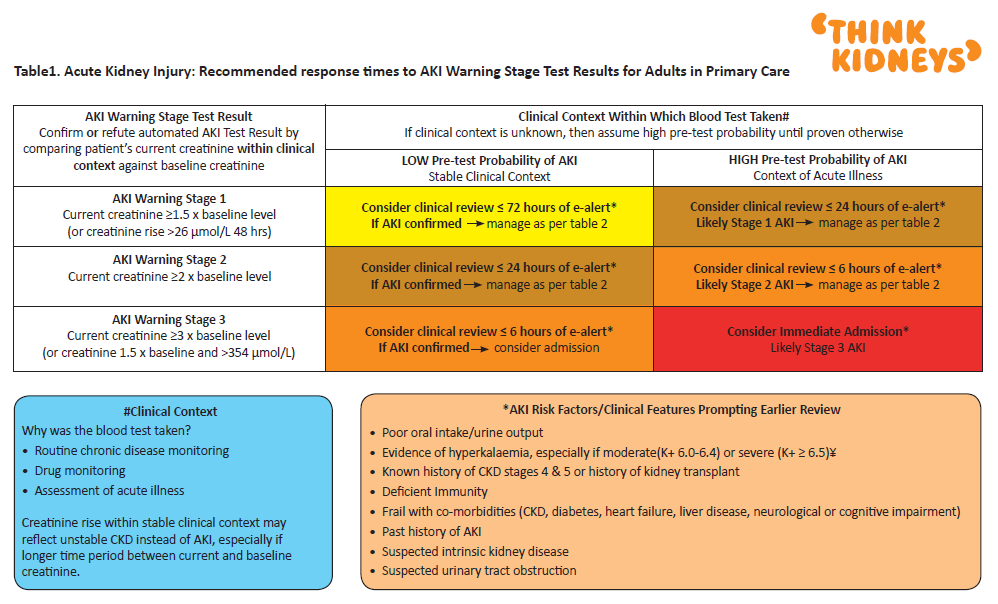 ‘THINK
KIDNEYS’
Table1. Acute Kidney Injury: Recommended response times to AKI Warning Stage Test Results for Adults in Primary Care
AKI Warning Stage Test Result
Confirm or refute automated AKI Test Result by
comparing patient's current creatinine within clinical
context against baseline creatinine
Clinical Context Within Which Blood Test Taken#
If clinical context is unknown, then assume high pre-test probability until proven otherwise
LOW Pre-test Probability of AKI
Stable Clinical Context
HIGH Pre-test Probability of AKI
Context of Acute Illness
AKI Warning Stage 1
Current creatinine ≥1.5 x baseline level
(or creatinine rise >26 µmol/L 48 hrs)
Consider clinical review ≤ 72 hours of e-alert*
If AKI confirmed → manage as per table 2
Consider clinical review ≤ 24 hours of e-alert*
Likely Stage 1 AKI → manage as per table 2
AKI Warning Stage 2
Current creatinine ≥2 x baseline level
Consider clinical review ≤ 24 hours of e-alert*
If AKI confirmed → manage as per table 2
Consider clinical review ≤ 6 hours of e-alert*
Likely Stage 2 AKI → manage as per table 2
AKI Warning Stage 3
Current creatinine ≥3 x baseline level
(or creatinine 1.5 x baseline and >354 µmol/L)
Consider clinical review ≤ 6 hours of e-alert*
If AKI confirmed → consider admission
Consider Immediate Admission*
Likely Stage 3 AKI
#Clinical Context
Why was the blood test taken?
• Routine chronic disease monitoring
• Drug monitoring
• Assessment of acute illness
Creatinine rise within stable clinical context may
reflect unstable CKD instead of AKI, especially if
longer time period between current and baseline
creatinine.
*AKI Risk Factors/Clinical Features Prompting Earlier Review
• Poor oral intake/urine output
• Evidence of hyperkalaemia, especially if moderate(K+ 6.0-6.4) or severe (K+ ≥ 6.5)¥
• Known history of CKD stages 4 & 5 or history of kidney transplant
• Deficient Immunity
• Frail with co-morbidities (CKD, diabetes, heart failure, liver disease, neurological or cognitive impairment)
• Past history of AKI
• Suspected intrinsic kidney disease
• Suspected urinary tract obstruction